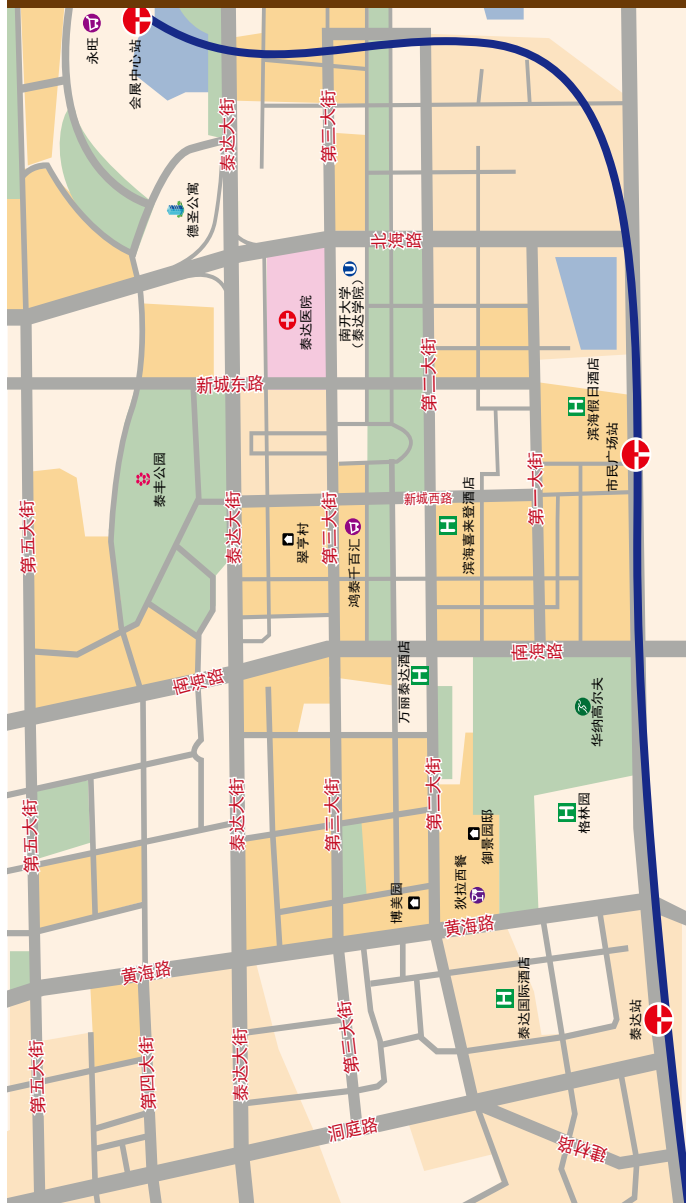 永旺
会展中心站
泰达大街
第三大街
德圣公寓
北海路
泰达医院
南开大学
（泰达学院）
新城东路
第二大街
滨海假日酒店
市民广场站
泰丰公园
第五大街
泰达大街
翠亨村
第三大街
鸿泰千百汇
新城西路
滨海喜来登酒店
第一大街
南海路
万丽泰达酒店
南海路
华纳高尔夫
第五大街
泰达大街
第三大街
第二大街
格林园
御景园邸
狄拉西餐
博美园
黄海路
黄海路
泰达国际酒店
泰达站
第五大街
第四大街
泰达大街
第三大街
洞庭路
建材路